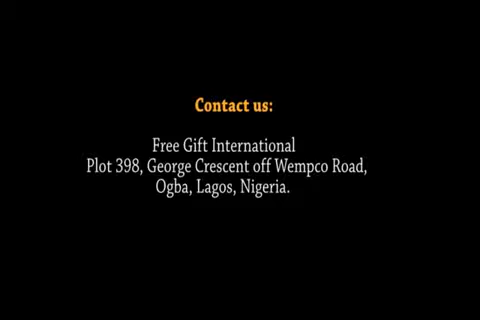 Contact us:
Free Gift International
Plot 398, George Crescent off Wempco Road,
Ogba, Lagos, Nigeria.